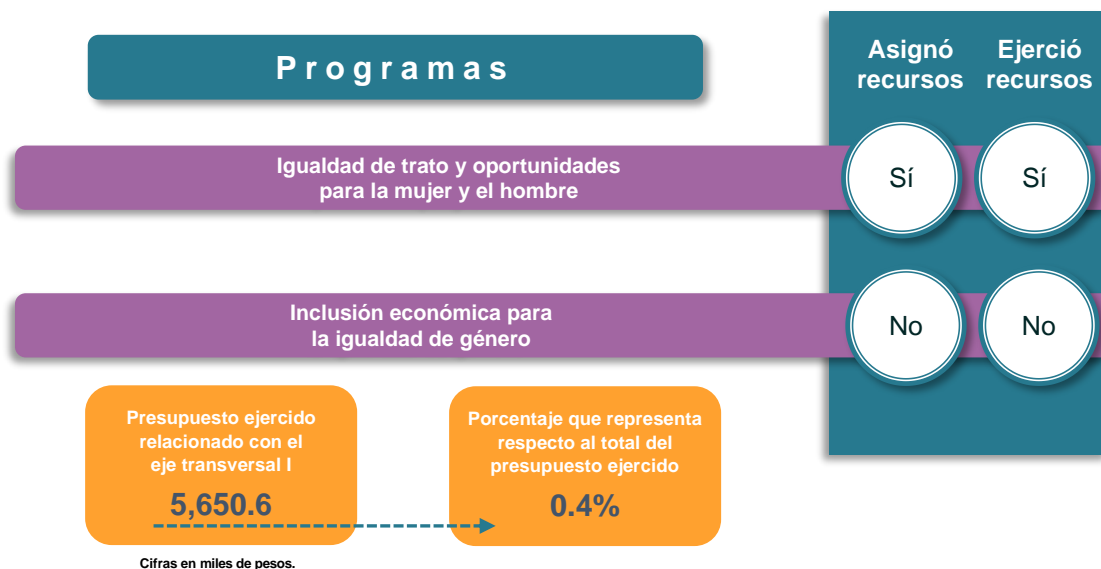 Programas
Asignó
recursos
Ejerció
recursos
Igualdad de trato y oportunidades
para la mujer y el hombre
Sí
Sí
Inclusión económica para
la igualdad de género
No
No
Presupuesto ejercido
relacionado con el
eje transversal I
5,650.6
Porcentaje que representa
respecto al total del
presupuesto ejercido
0.4%
Cifras en miles de pesos.